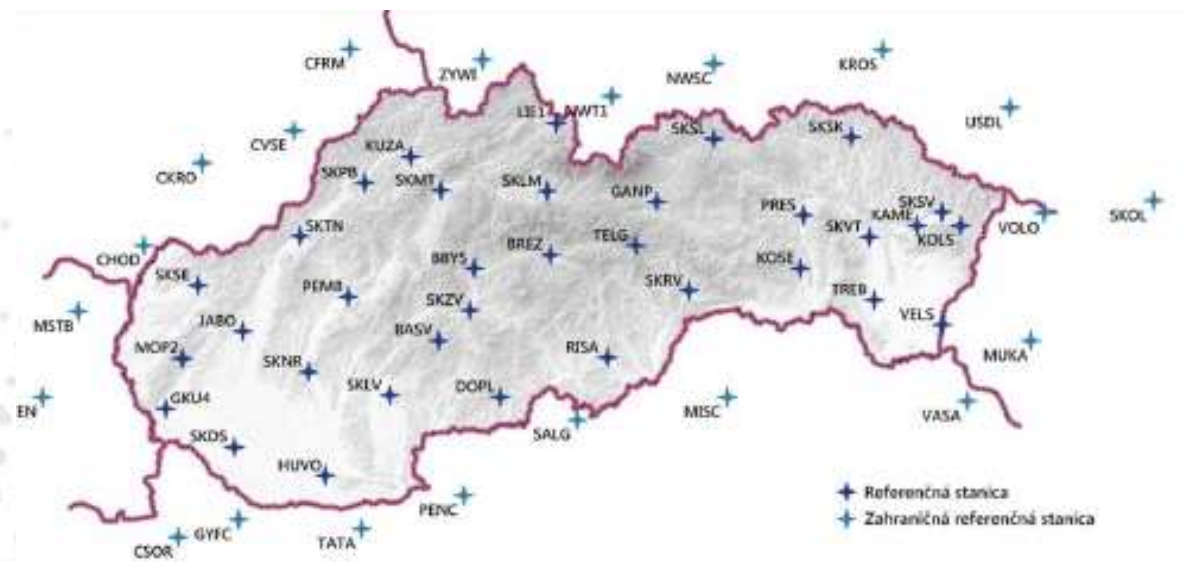 CFRM
ZYWI
NWSC
KROS
LIE1
NWT1
USDL
CVSE
KUZA
SKSL
SKSK
CKRO
SKPB
SKMT
SKLM
GANP
PRES
SKSV
KAME
SKOL
SKTN
SKVT
KOLS
VOLO
CHOD
BREZ
TELG
SKSE
BBYS
KOSE
PEMB
SKRV
TREB
MSTB
JABO
SKZV
VELS
MOP2
BASV
RISA
MUKA
SKNR
SKLV
DOPL
EN
GKU4
MISC
VASA
SKDS
SALG
HUVO
PENC
Referenčná stanica
Zahraničná referenčná stanica
GYFC
TATA
CSOR